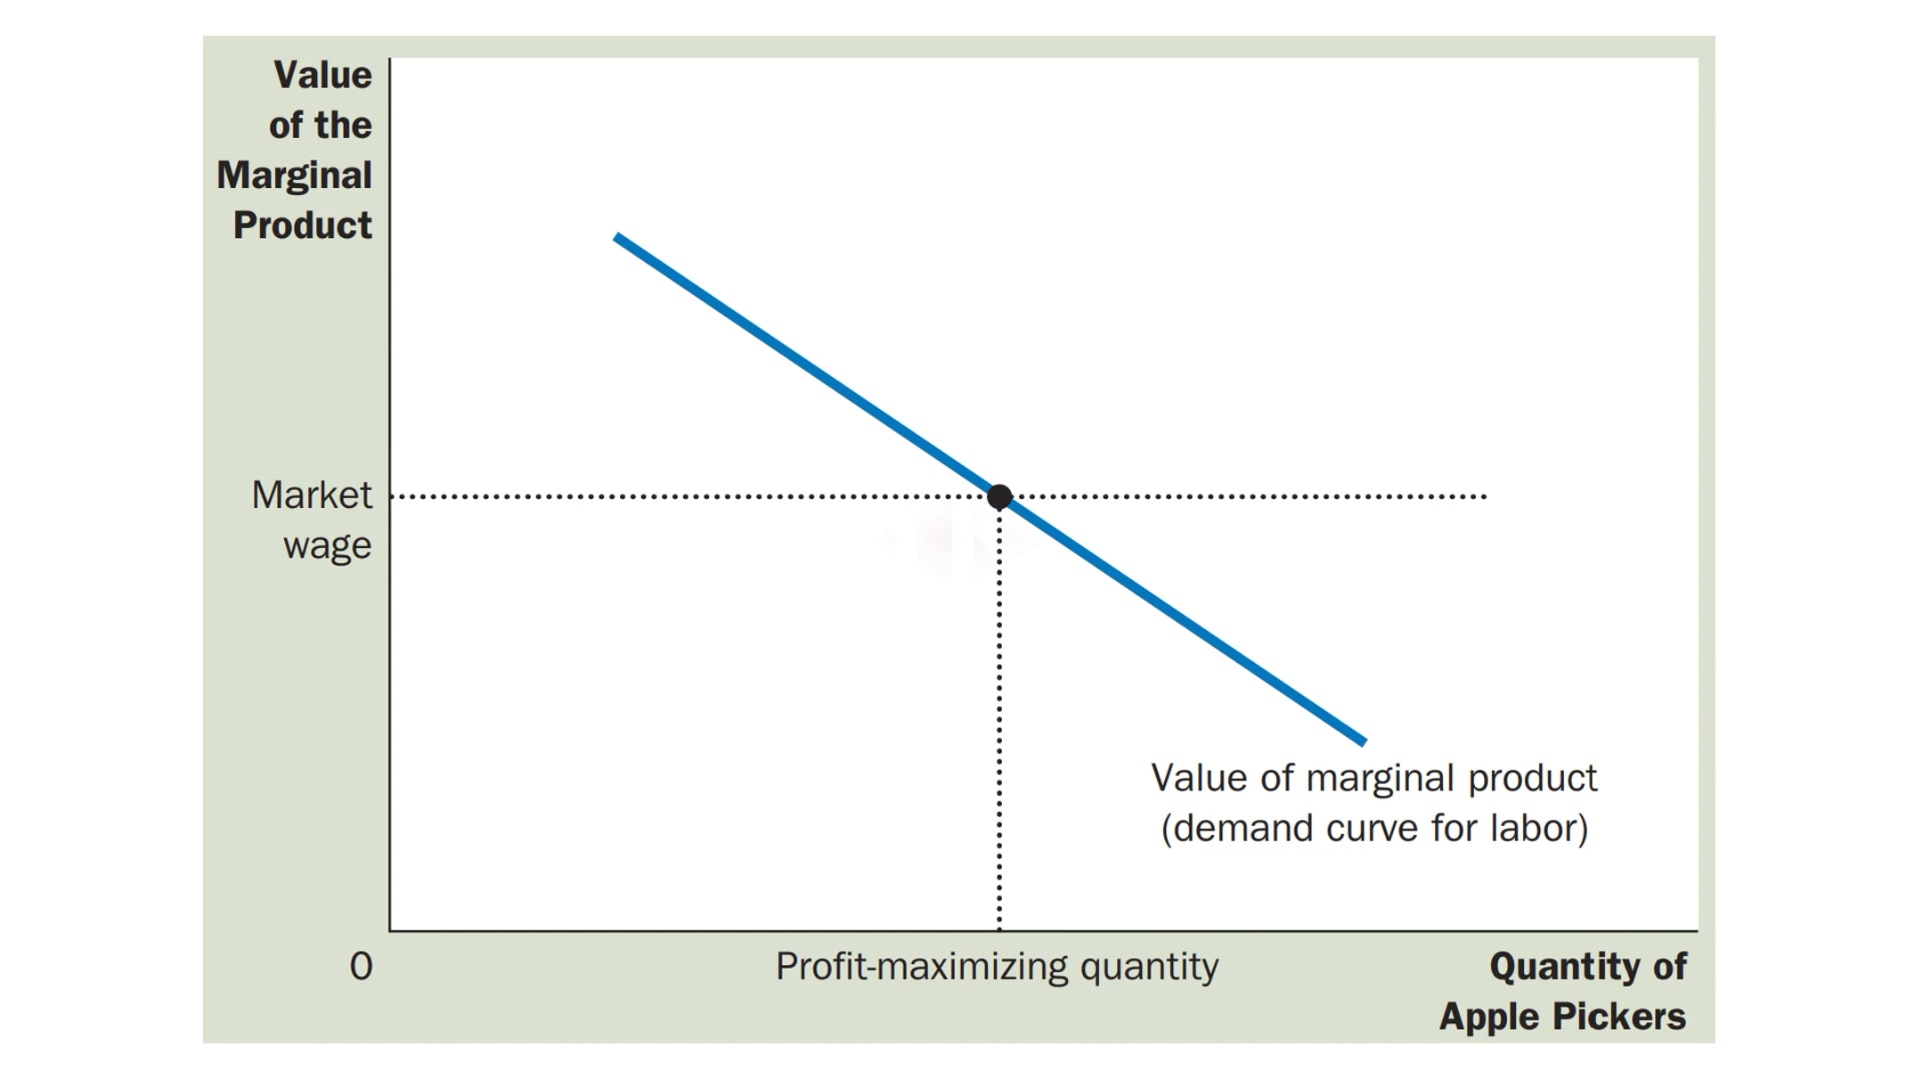 Value
of the
Marginal
Product
Market
wage
Value of marginal product
(demand curve for labor)
0
Profit-maximizing quantity
Quantity of
Apple Pickers